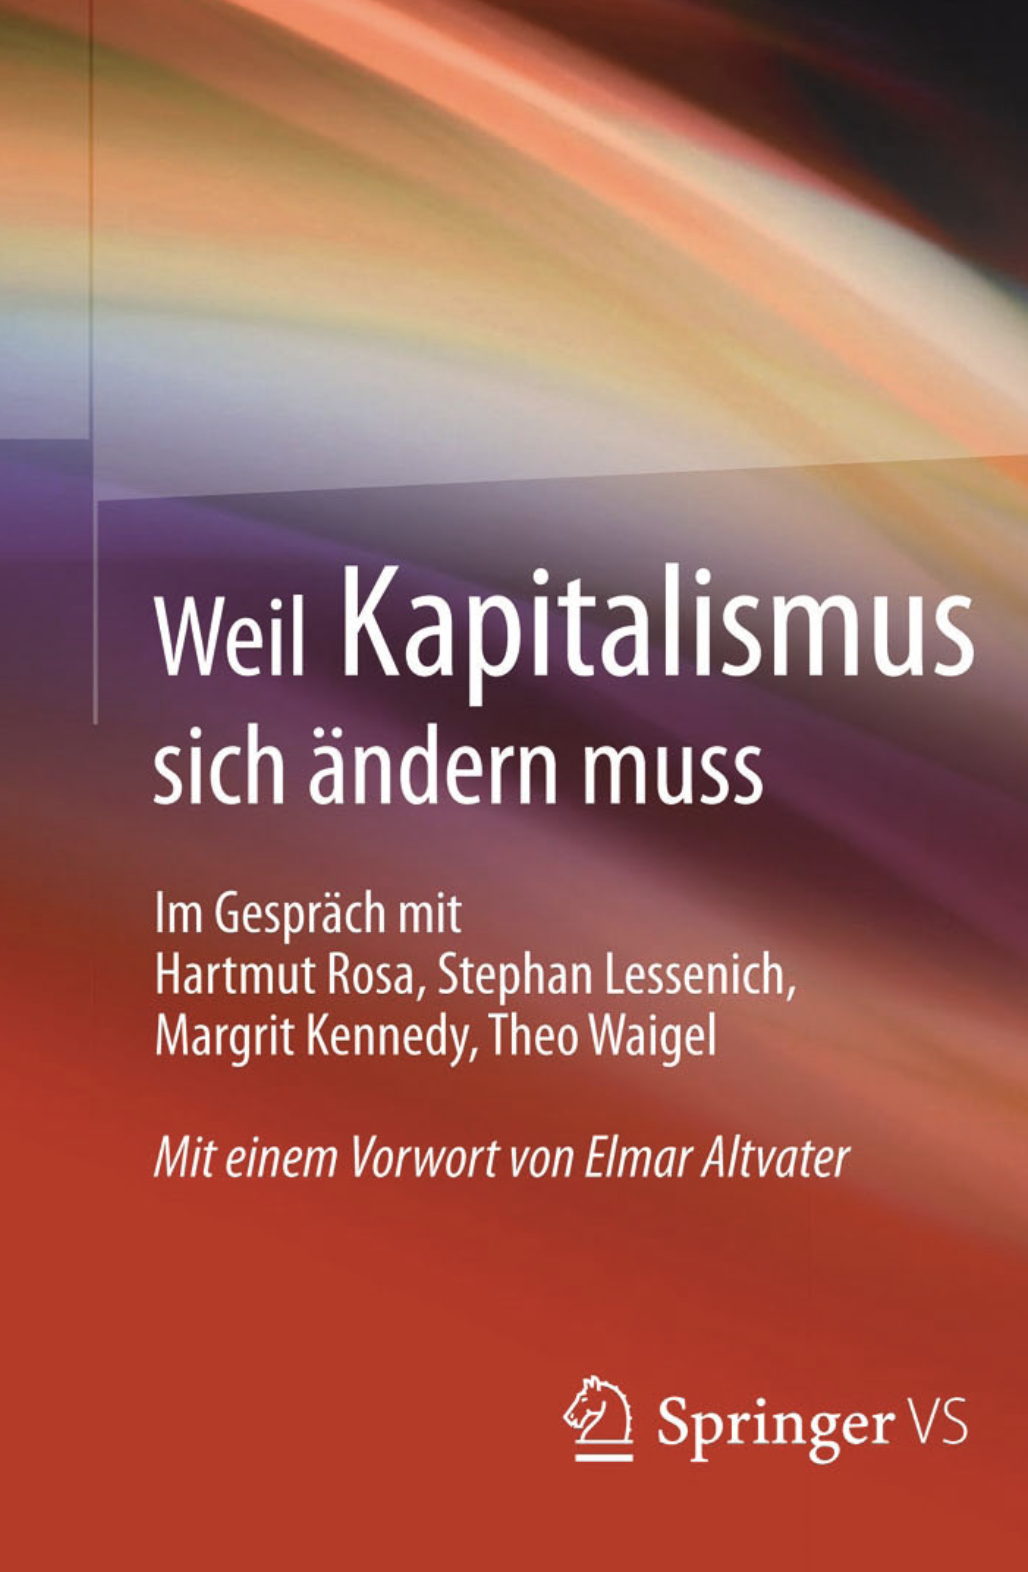 Weil Kapitalismus
sich ändern muss
Im Gespräch mit
Hartmut Rosa, Stephan Lessenich,
Margrit Kennedy, Theo Waigel
Mit einem Vorwort von Elmar Altvater
Springer VS